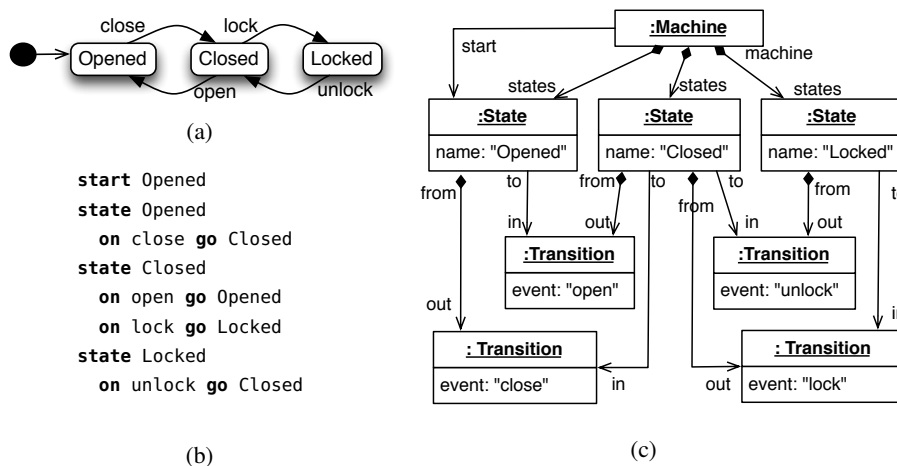 close lock
Opened Closed Locked
open unlock
(a)
start Opened
state Opened
on close go Closed
state Closed
on open go Opened
on lock go Locked
state Locked
on unlock go Closed
(b)
:Machine
start machine
states states states
:State :State :State
name: "Opened" name: "Closed" name: "Locked"
from to from to from to from
in out in out
:Transition :Transition
event: "open" event: "unlock"
out
: Transition : Transition
event: "close" in out event: "lock"
(c)